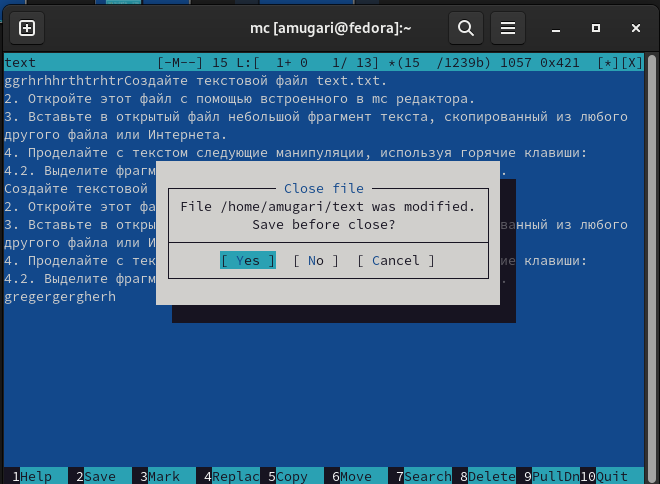 mc [amugari@fedora]:~
text [-M--] 15 L:[ 1+ 0 1/ 13] *(15 /1239b) 1057 0x421 [*][X]
ggrhrhhrthtrhtrСоздайте текстовой файл text.txt.
2. Откройте этот файл с помощью встроенного в mc редактора.
3. Вставьте в открытый файл небольшой фрагмент текста, скопированный из любого
другого файла или Интернета.
4. Проделайте с текстом следующие манипуляции, используя горячие клавиши:
4.2. Выделите фрагм .
Создайте текстовой
2. Откройте этот фа
3. Вставьте в откры ванный из любого
другого файла или И
4. Проделайте с тек ие клавиши:
4.2. Выделите фрагм .
gregergergherh
Close file
File /home/amugari/text was modified.
Save before close?
[ Yes ] [ No ] [ Cancel ]
1Help 2Save 3Mark 4Replac 5Copy 6Move 7Search 8Delete 9PullDn 10Quit